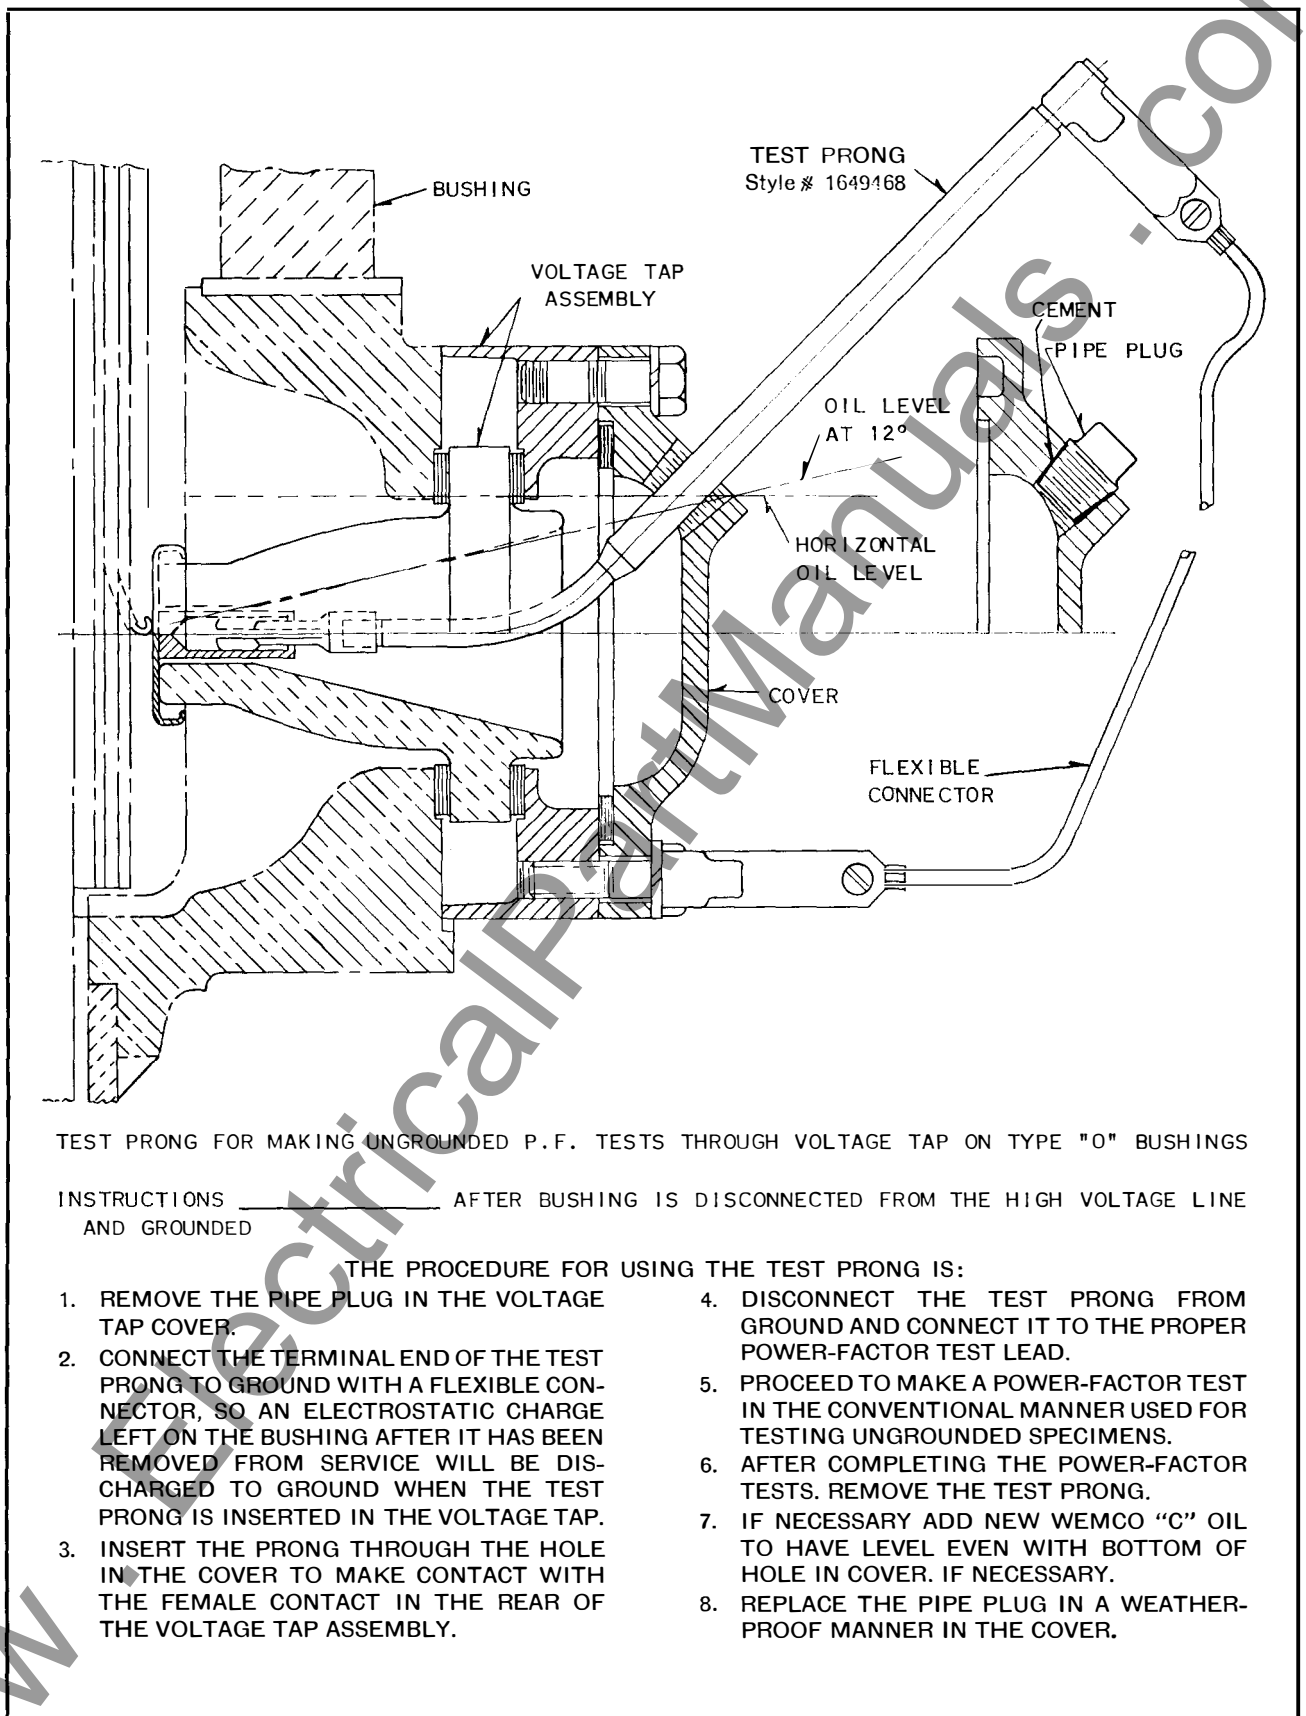 TEST PRONG
Style # 1649468
BUSHING
VOLTAGE TAP
ASSEMBLY
CEMENT
PIPE PLUG
OIL LEVEL
AT 12°
HORIZONTAL
OIL LEVEL
COVER
FLEXIBLE
CONNECTOR
TEST PRONG FOR MAKING UNGROUNDED P.F. TESTS THROUGH VOLTAGE TAP ON TYPE "O" BUSHINGS
INSTRUCTIONS ________________ AFTER BUSHING IS DISCONNECTED FROM THE HIGH VOLTAGE LINE
AND GROUNDED
THE PROCEDURE FOR USING THE TEST PRONG IS:
1. REMOVE THE PIPE PLUG IN THE VOLTAGE
TAP COVER.
2. CONNECT THE TERMINAL END OF THE TEST
PRONG TO GROUND WITH A FLEXIBLE CON-
NECTOR, SO AN ELECTROSTATIC CHARGE
LEFT ON THE BUSHING AFTER IT HAS BEEN
REMOVED FROM SERVICE WILL BE DIS-
CHARGED TO GROUND WHEN THE TEST
PRONG IS INSERTED IN THE VOLTAGE TAP.
3. INSERT THE PRONG THROUGH THE HOLE
IN THE COVER TO MAKE CONTACT WITH
THE FEMALE CONTACT IN THE REAR OF
THE VOLTAGE TAP ASSEMBLY.
4. DISCONNECT THE TEST PRONG FROM
GROUND AND CONNECT IT TO THE PROPER
POWER-FACTOR TEST LEAD.
5. PROCEED TO MAKE A POWER-FACTOR TEST
IN THE CONVENTIONAL MANNER USED FOR
TESTING UNGROUNDED SPECIMENS.
6. AFTER COMPLETING THE POWER-FACTOR
TESTS. REMOVE THE TEST PRONG.
7. IF NECESSARY ADD NEW WEMCO "C" OIL
TO HAVE LEVEL EVEN WITH BOTTOM OF
HOLE IN COVER. IF NECESSARY.
8. REPLACE THE PIPE PLUG IN A WEATHER-
PROOF MANNER IN THE COVER.
w . ElectricalPartManuals . co